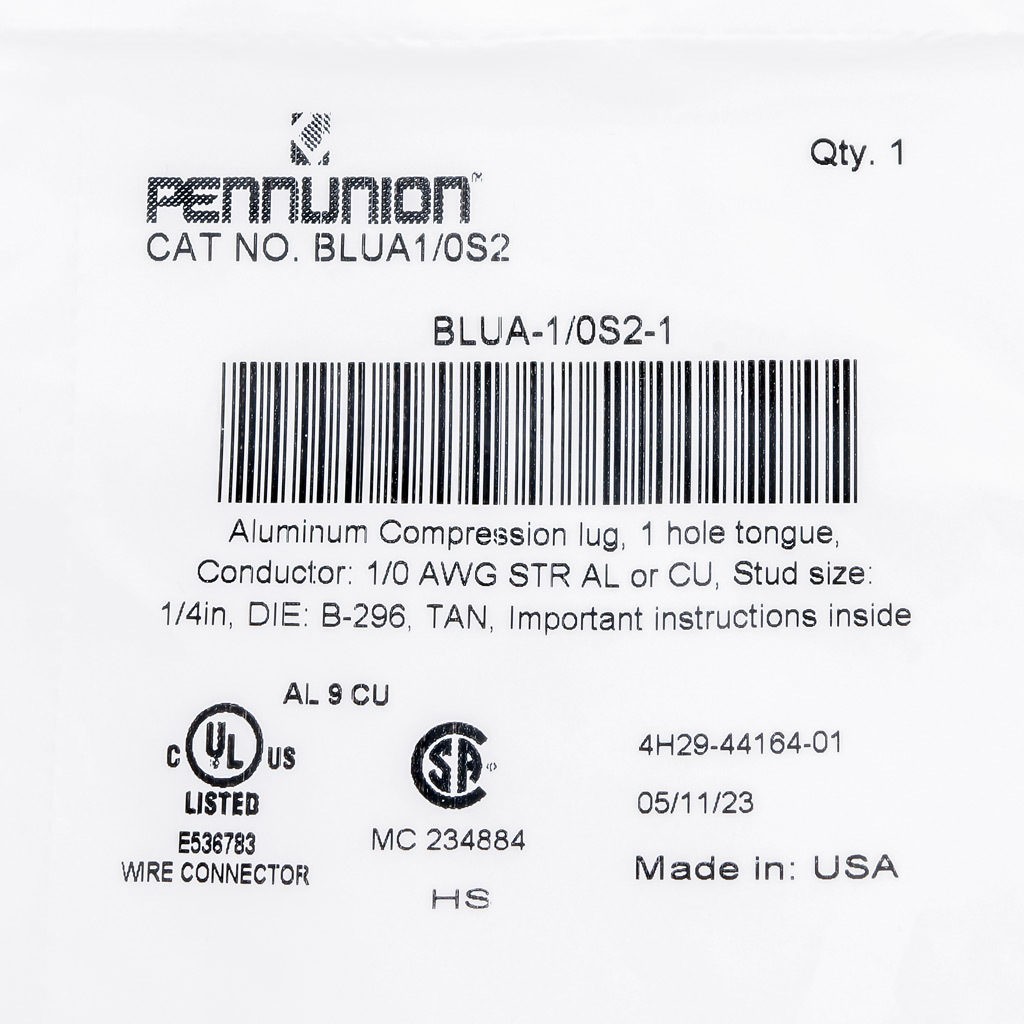 Qty. 1
PENNUNION™
CAT NO. BLUA1/0S2
BLUA-1/0S2-1
Aluminum Compression lug, 1 hole tongue,
Conductor: 1/0 AWG STR AL or CU, Stud size:
1/4in, DIE: B-296, TAN, Important instructions inside
AL 9 CU
C UL US
LISTED
E536783
WIRE CONNECTOR
SA
MC 234884
HS
4H29-44164-01
05/11/23
Made in: USA